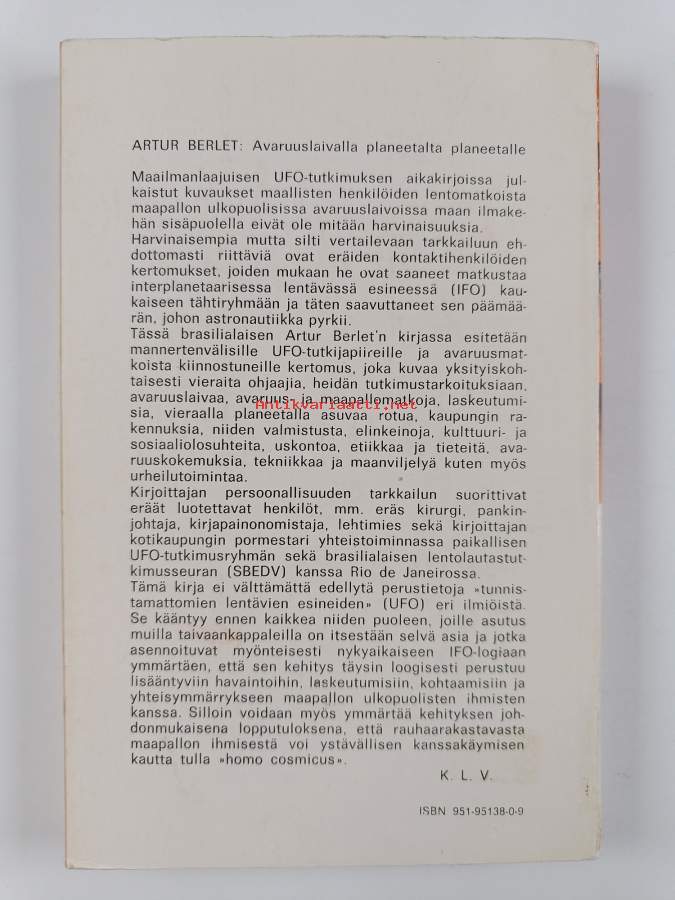 ARTUR BERLET: Avaruuslaivalla planeetalta planeetalle
Maailmanlaajuisen UFO-tutkimuksen aikakirjoissa jul-
kaistut kuvaukset maallisten henkilöiden lentomatkoista
maapallon ulkopuolisissa avaruuslaivoissa maan ilmake-
hän sisäpuolella eivät ole mitään harvinaisuuksia.
Harvinaisempia mutta silti vertailevaan tarkkailuun eh-
dottomasti riittäviä ovat eräiden kontaktihenkilöiden
kertomukset, joiden mukaan he ovat saaneet matkustaa
interplanetaarisessa lentävässä esineessä (IFO) kau-
kaiseen tähtiryhmään ja täten saavuttaneet sen päämää-
rän, johon astronautiikka pyrkii.
Tässä brasilialaisen Artur Berlet'n kirjassa esitetään
mannertenvälisille UFO-tutkijapiireille ja avaruusmat-
koista kiinnostuneille kertomus, joka kuvaa yksityiskoh-
taisesti vieraita ohjaajia, heidän tutkimustarkoituksiaan,
avaruuslaivaa, avaruus- ja maapallomatkoja, laskeutumi-
Antikvariaatti.net
sia, vieraalla planeetalla asuvaa rotua, kaupungin ra-
kennuksia, niiden valmistusta, elinkeinoja, kulttuuri- ja
sosiaaliolosuhteita, uskontoa, etiikkaa ja tieteitä, ava-
ruuskokemuksia, tekniikkaa ja maanviljelyä kuten myös
urheilutoimintaa.
Kirjoittajan persoonallisuuden tarkkailun suorittivat
eräät luotettavat henkilöt, mm. eräs kirurgi, pankin-
johtaja, kirjapainonomistaja, lehtimies sekä kirjoittajan
kotikaupungin pormestari yhteistoiminnassa paikallisen
UFO-tutkimusryhmän sekä brasilialaisen lentolautastut-
kimusseuran (SBEDV) kanssa Rio de Janeirossa.
Tämä kirja ei välttämättä edellytä perustietoja »tunnis-
tamattomien lentävien esineiden» (UFO) eri ilmiöistä.
Se kääntyy ennen kaikkea niiden puoleen, joille asutus
muilla taivaankappaleilla on itsestään selvä asia ja jotka
asennoituvat myönteisesti nykyaikaiseen IFO-logiaan
ymmärtäen, että sen kehitys täysin loogisesti perustuu
lisääntyviin havaintoihin, laskeutumisiin, kohtaamisiin ja
yhteisymmärrykseen maapallon ulkopuolisten ihmisten
kanssa. Silloin voidaan myös ymmärtää kehityksen joh-
donmukaisena lopputuloksena, että rauhaarakastavasta
maapallon ihmisestä voi ystävällisen kanssakäymisen
kautta tulla »homo cosmicus».
K. L. V.
ISBN 951-95138-0-9